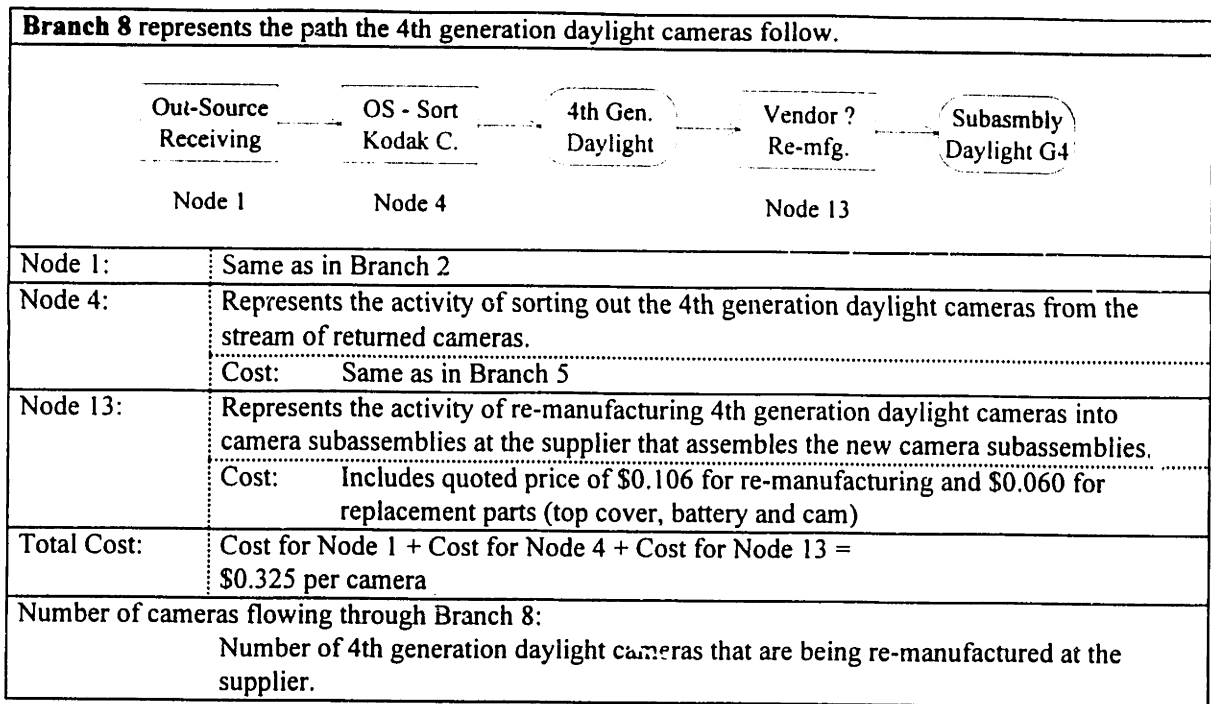 Branch 8 represents the path the 4th generation daylight cameras follow.
Out-Source
Receiving
OS - Sort
Kodak C.
4th Gen.
Daylight
Vendor ?
Re-mfg.
Subasmbly
Daylight G4
Node 1
Node 4
Node 13
Node 1:
Same as in Branch 2
Node 4:
Represents the activity of sorting out the 4th generation daylight cameras from the
stream of returned cameras.
Cost: Same as in Branch 5
Node 13:
Represents the activity of re-manufacturing 4th generation daylight cameras into
camera subassemblies at the supplier that assembles the new camera subassemblies.
Cost: Includes quoted price of $0.106 for re-manufacturing and $0.060 for
replacement parts (top cover, battery and cam)
Total Cost:
Cost for Node 1 + Cost for Node 4 + Cost for Node 13 =
$0.325 per camera
Number of cameras flowing through Branch 8:
Number of 4th generation daylight cameras that are being re-manufactured at the
supplier.